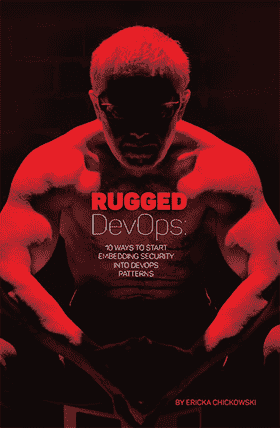 RUGGED
DevOps:
10 WAYS TO START
EMBEDDING SECURITY
INTO DEVOPS
PATTERNS
BY ERICKA CHICKOWSKI